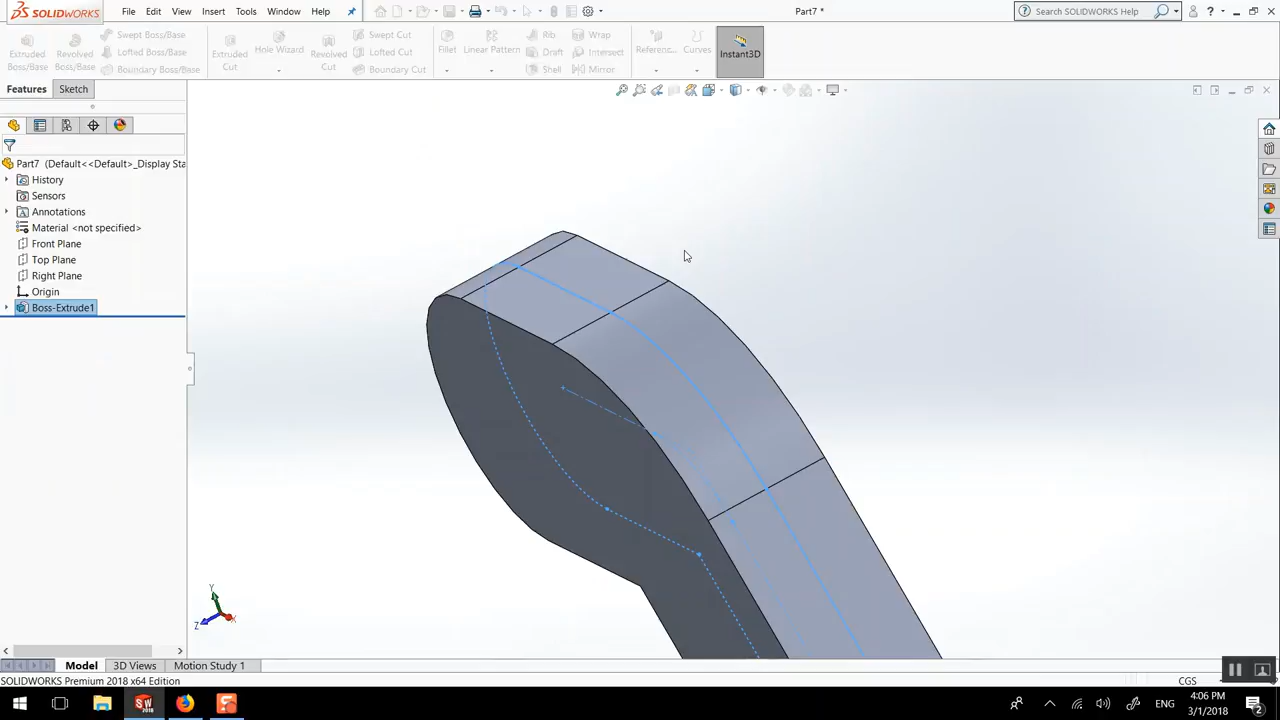 SOLIDWORKS File Edit View Insert Tools Window Help Part7 * Search SOLIDWORKS Help ?
Extruded Boss/Base Revolved Boss/Base Swept Boss/Base Lofted Boss/Base Boundary Boss/Base Extruded Cut Hole Wizard Revolved Cut Swept Cut Lofted Cut Boundary Cut Fillet Linear Pattern Rib Draft Shell Wrap Intersect Mirror Referenc... Curves Instant3D
Features Sketch
Part7 (Default<<Default>_Display Sta
History
Sensors
Annotations
Material <not specified>
Front Plane
Top Plane
Right Plane
Origin
Boss-Extrude1
Y
Z X
Model 3D Views Motion Study 1
SOLIDWORKS Premium 2018 x64 Edition CGS
SW 2018 ENG 4:06 PM
3/1/2018 2